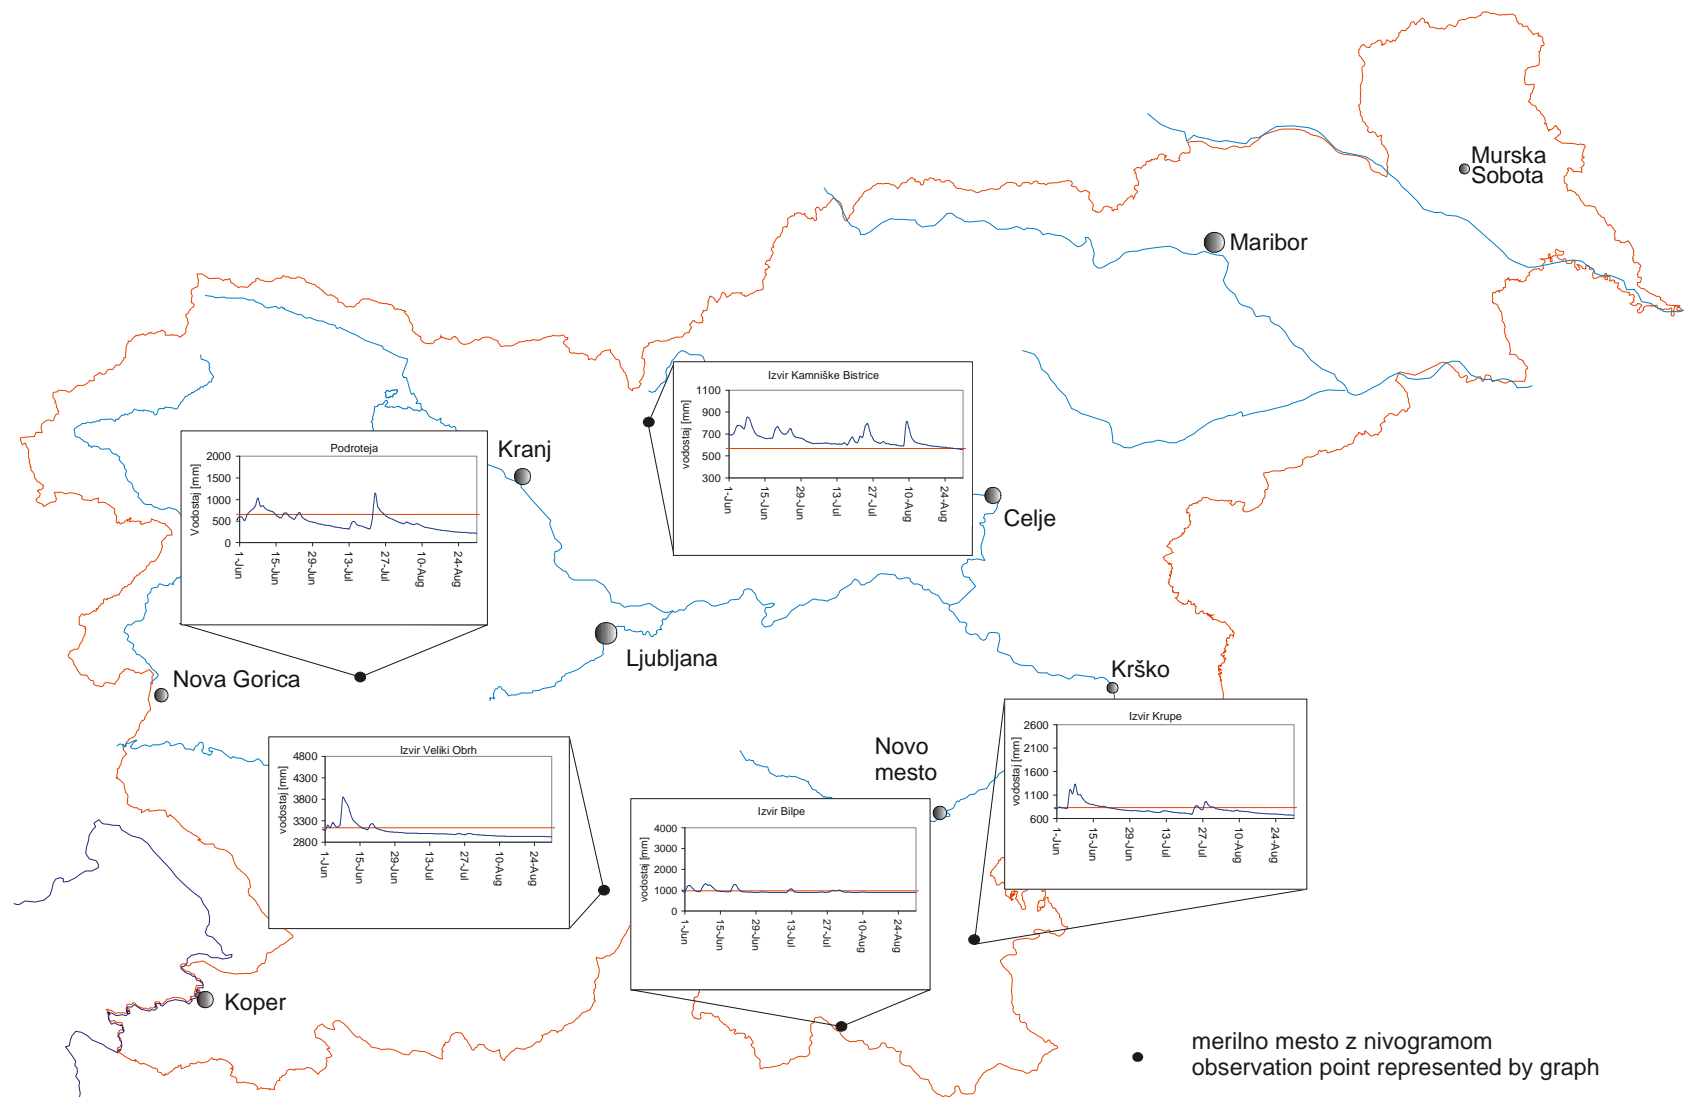 Murska
Sobota
Maribor
Izvir Kamniške Bistrice
vodostaj [mm]
1100
900
700
500
300
1-Jun
15-Jun
29-Jun
13-Jul
27-Jul
10-Aug
24-Aug
Podroteja
Vodostaj [mm]
2000
1500
1000
500
0
1-Jun
15-Jun
29-Jun
13-Jul
27-Jul
10-Aug
24-Aug
Kranj
Celje
Ljubljana
Nova Gorica
Krško
Izvir Krupe
vodostaj [mm]
2600
2100
1600
1100
600
1-Jun
15-Jun
29-Jun
13-Jul
27-Jul
10-Aug
24-Aug
Izvir Veliki Obrh
vodostaj [mm]
4800
4300
3800
3300
2800
1-Jun
15-Jun
29-Jun
13-Jul
27-Jul
10-Aug
24-Aug
Novo
mesto
Izvir Bilpe
vodostaj [mm]
4000
3000
2000
1000
0
1-Jun
15-Jun
29-Jun
13-Jul
27-Jul
10-Aug
24-Aug
Koper
merilno mesto z nivogramom
observation point represented by graph